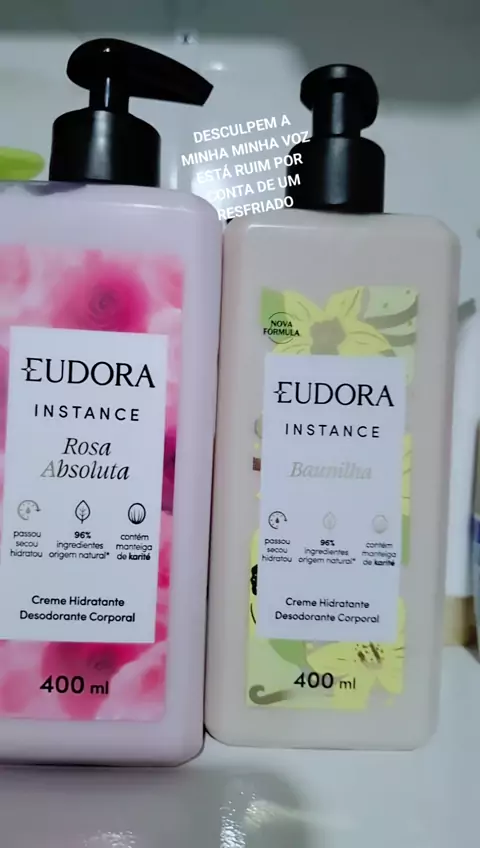 DESCULPEM A
MINHA MINHA VOZ
ESTÁ RUIM POR
CONTA DE UM
RESFRIADO
EUDORA
INSTANCE
Rosa
Absoluta
passou
secou
hidratou
96%
ingredientes
origem natural*
contém
manteiga
de karité
Creme Hidratante
Desodorante Corporal
400 ml
NOVA
FÓRMULA
EUDORA
INSTANCE
Baunilha
passou
secou
hidratou
96%
ingredientes
origem natural*
contém
manteiga
de karité
Creme Hidratante
Desodorante Corporal
400 ml